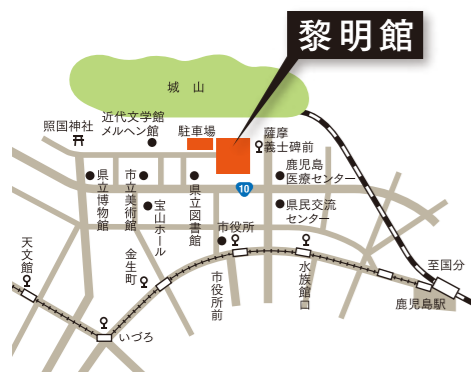 黎明館
城山
近代文学館
メルヘン館
駐車場
照国神社
薩摩
義士碑前
鹿児島
医療センター
県立博物館
市立美術館
宝山ホール
県立図書館
10
県民交流
センター
市役所
天文館
金生町
市役所前
水族館口
至国分
鹿児島駅
いづろ